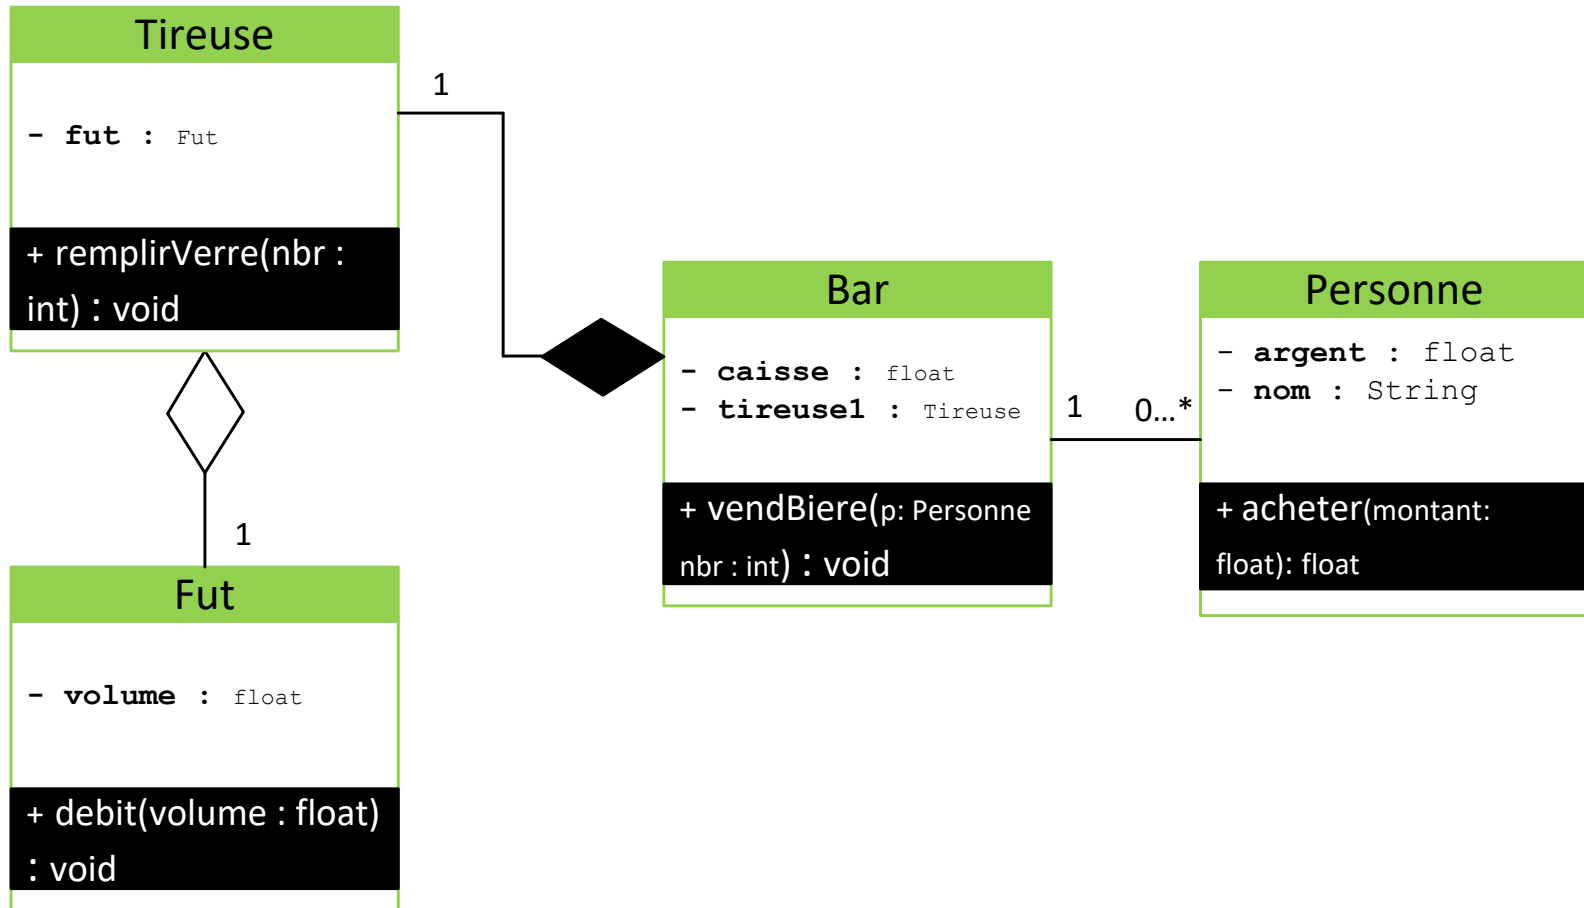 Tireuse
- fut : Fut
+ remplirVerre(nbr :
int) : void
1
1
Fut
- volume : float
+ debit(volume : float)
: void
Bar
- caisse : float
- tireuse1 : Tireuse
+ vendBiere(p: Personne
nbr : int) : void
1 0...*
Personne
- argent : float
- nom : String
+ acheter(montant:
float): float